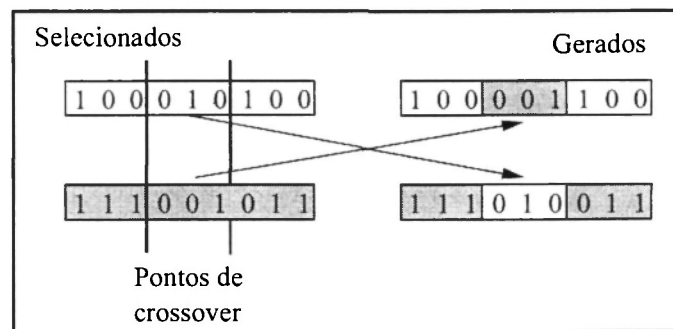 Selecionados
Gerados
1 0 0 0 1 0 1 0 0
1 0 0 0 0 1 1 0 0
1 1 1 0 0 1 0 1 1
1 1 1 0 1 0 0 1 1
Pontos de
crossover